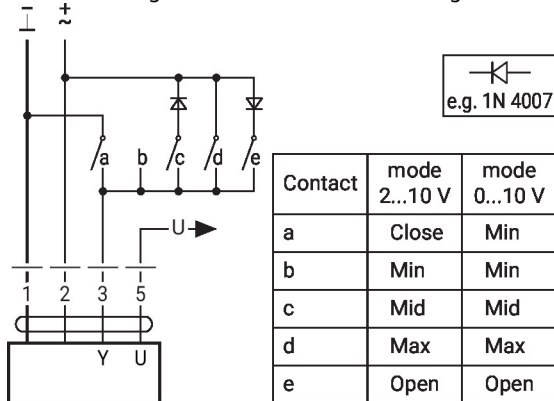 − +
⊥ ~
e.g. 1N 4007
a b c d e
U
1 2 3 5
Y U
Contact mode 2...10 V mode 0...10 V
a Close Min
b Min Min
c Mid Mid
d Max Max
e Open Open